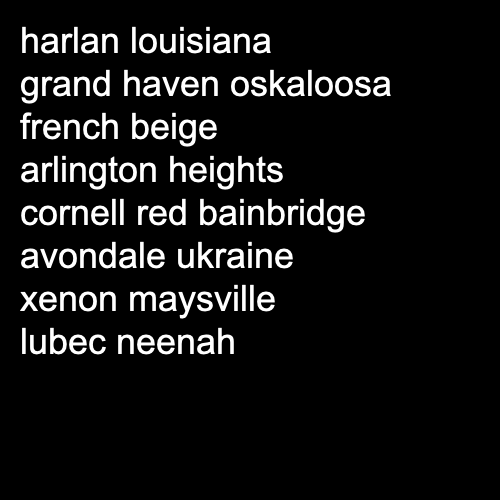 harlan louisiana
grand haven oskaloosa
french beige
arlington heights
cornell red bainbridge
avondale ukraine
xenon maysville
lubec neenah